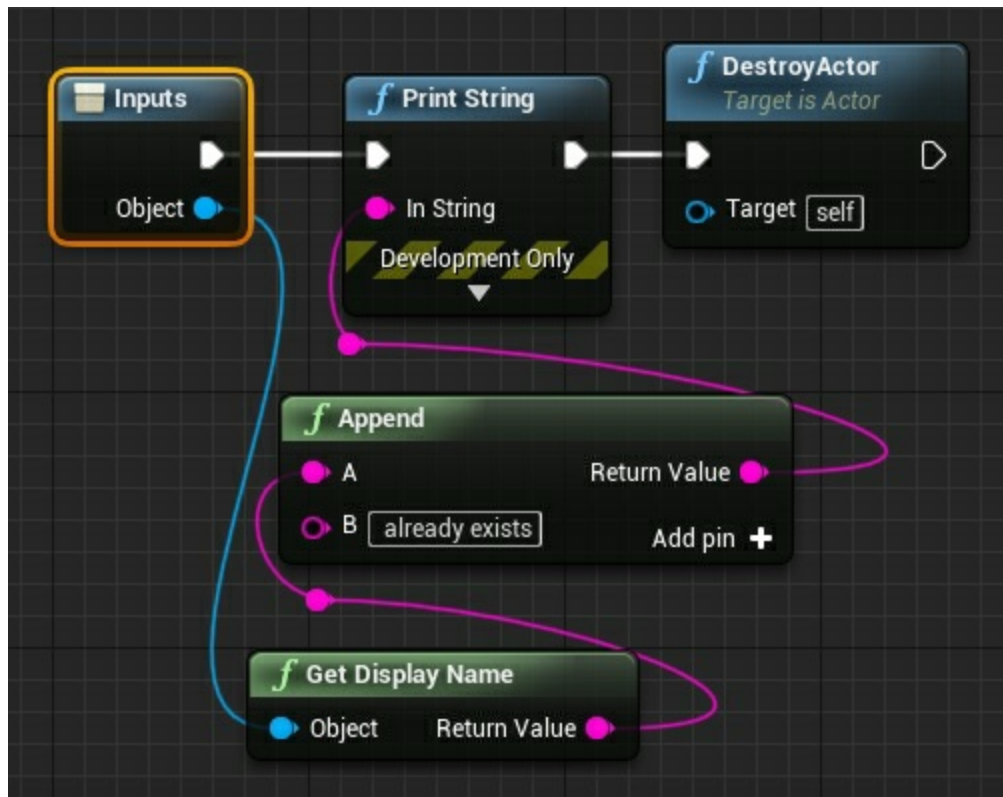 Inputs
Object
f Print String
In String
Development Only
f DestroyActor
Target is Actor
Target self
f Append
A
Return Value
B already exists
Add pin +
f Get Display Name
Object
Return Value